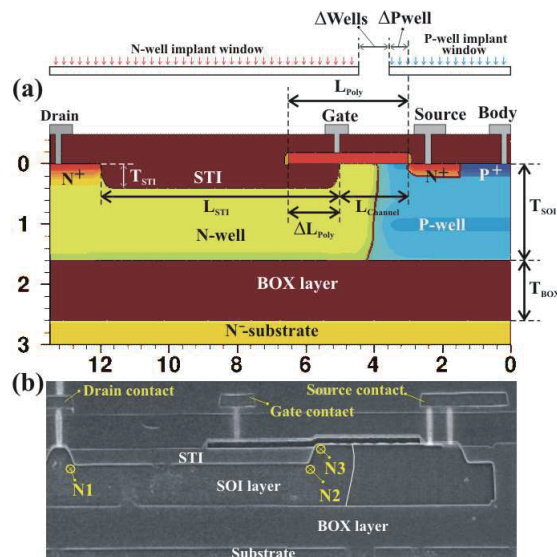 ΔWells
ΔPwell
N-well implant window
P-well implant
window
(a)
L_Poly
Drain
Gate
Source
Body
0
N+
T_STI
STI
N+
P+
L_STI
L_Channel
T_SOI
1
ΔL_Poly
N-well
P-well
2
BOX layer
T_BOX
N⁻-substrate
3
12
10
8
6
4
2
0
(b)
Drain contact
Source contact
Gate contact
STI
N3
N1
SOI layer
N2
BOX layer
Substrate